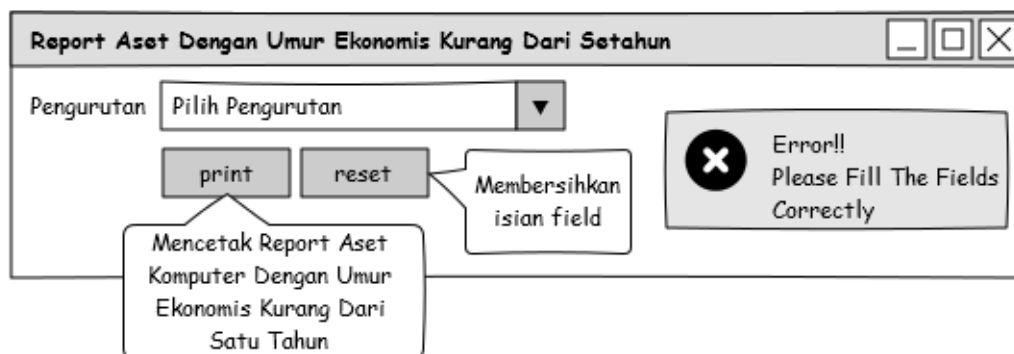 Report Aset Dengan Umur Ekonomis Kurang Dari Setahun
Pengurutan
Pilih Pengurutan
print
reset
Membersihkan
isian field
Error!!
Please Fill The Fields
Correctly
Mencetak Report Aset
Komputer Dengan Umur
Ekonomis Kurang Dari
Satu Tahun